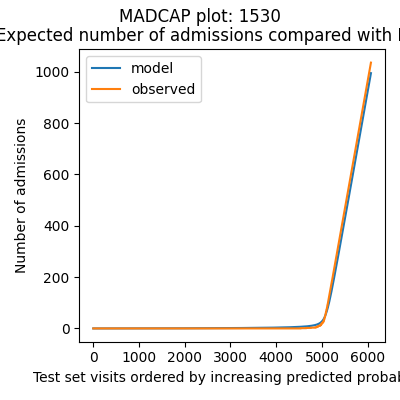 MADCAP plot: 1530
Expected number of admissions compared with
model
observed
Number of admissions
1000
800
600
400
200
0
0 1000 2000 3000 4000 5000 6000
Test set visits ordered by increasing predicted